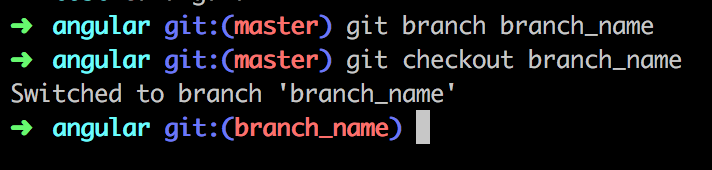 ➜ angular git:(master) git branch branch_name
➜ angular git:(master) git checkout branch_name
Switched to branch 'branch_name'
➜ angular git:(branch_name)